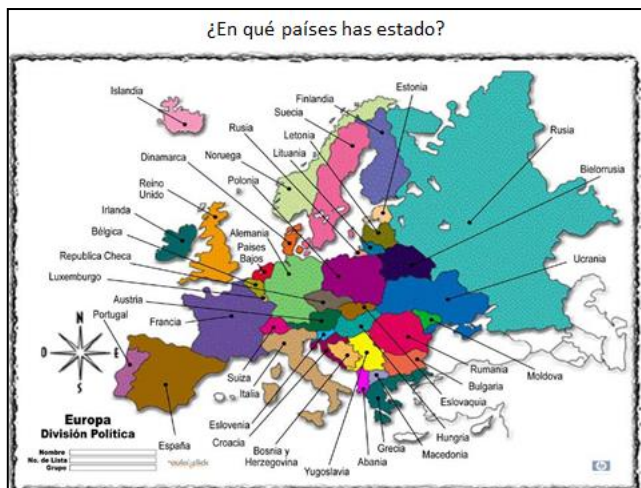 ¿En qué países has estado?
Islandia
Finlandia
Estonia
Suecia
Letonia
Rusia
Lituania
Noruega
Dinamarca
Polonia
Rusia
Bielorrusia
Reino
Unido
Irlanda
Bélgica
Alemania
Países
Bajos
Republica Checa
Luxemburgo
Ucrania
Austria
Portugal
Francia
N
O E
S
Suiza
Italia
Rumania
Moldova
Bulgaria
Eslovaquia
Eslovenia
Croacia
Hungria
España
Bosnia y
Herzegovina
Grecia
Macedonia
Yugoslavia
Abania
Europa
División Política
Nombre
No. de Lista
Grupo
hp